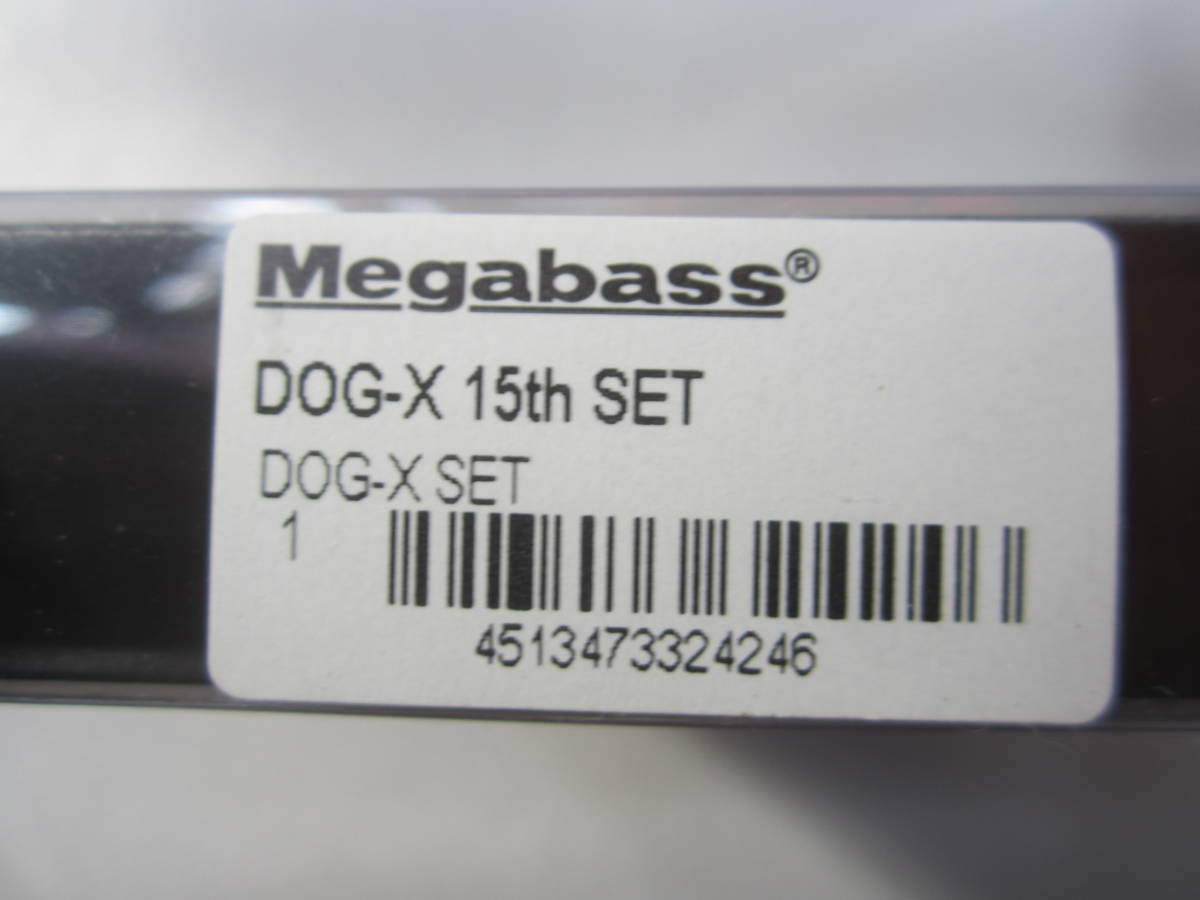 Megabass®
DOG-X 15th SET
DOG-X SET
1
4513473324246